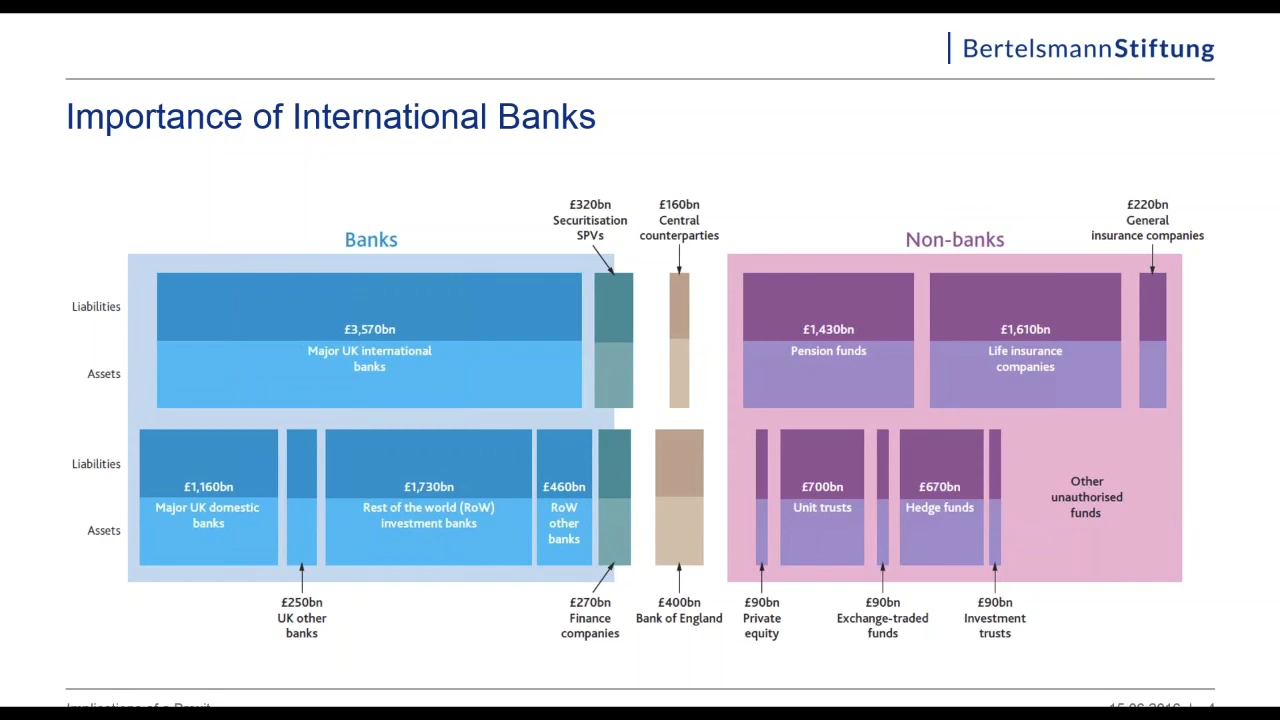 BertelsmannStiftung
Importance of International Banks
£320bn
Securitisation
SPVs
£160bn
Central
counterparties
£220bn
General
insurance companies
Banks
Non-banks
Liabilities
Assets
£3,570bn
Major UK international
banks
£1,430bn
Pension funds
£1,610bn
Life insurance
companies
Liabilities
Assets
£1,160bn
Major UK domestic
banks
£1,730bn
Rest of the world (RoW)
investment banks
£460bn
RoW
other
banks
£700bn
Unit trusts
£670bn
Hedge funds
Other
unauthorised
funds
£250bn
UK other
banks
£270bn
Finance
companies
£400bn
Bank of England
£90bn
Private
equity
£90bn
Exchange-traded
funds
£90bn
Investment
trusts
Implications of a Brexit